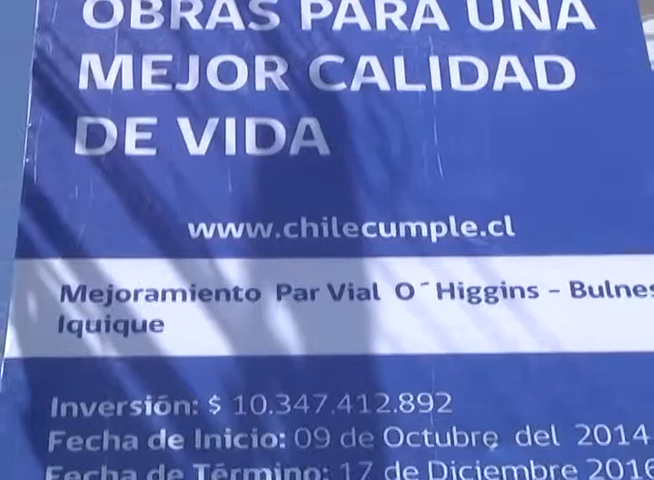 OBRAS PARA UNA
MEJOR CALIDAD
DE VIDA
www.chilecumple.cl
Mejoramiento Par Vial O´Higgins - Bulnes
Iquique
Inversión: $ 10.347.412.892
Fecha de Inicio: 09 de Octubre del 2014
Fecha de Término: 17 de Diciembre 2016